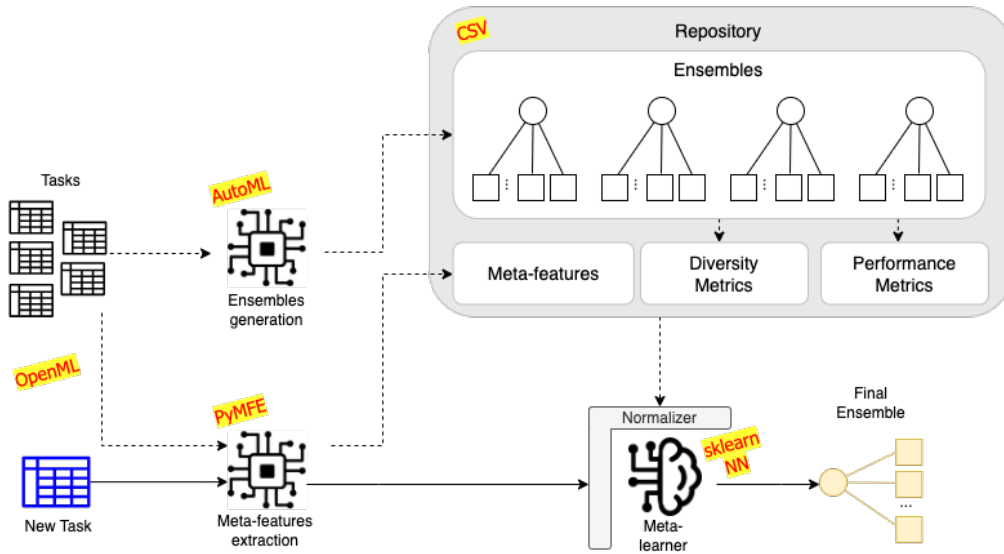 CSV
Repository
Ensembles
Tasks
AutoML
Ensembles
generation
Meta-features
Diversity
Metrics
Performance
Metrics
OpenML
PyMFE
Normalizer
Final
Ensemble
sklearn
NN
...
New Task
Meta-features
extraction
Meta-
learner